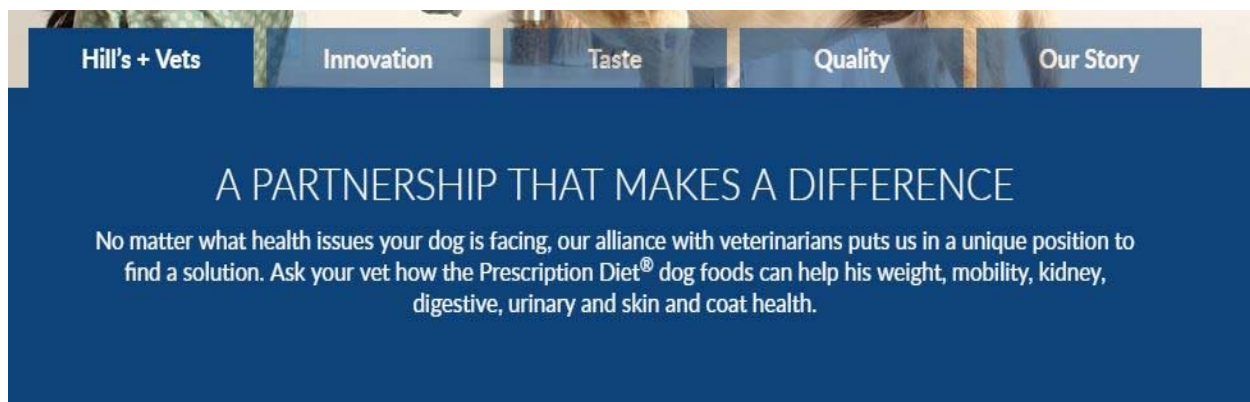 Hill's + Vets Innovation Taste Quality Our Story
A PARTNERSHIP THAT MAKES A DIFFERENCE
No matter what health issues your dog is facing, our alliance with veterinarians puts us in a unique position to
find a solution. Ask your vet how the Prescription Diet® dog foods can help his weight, mobility, kidney,
digestive, urinary and skin and coat health.